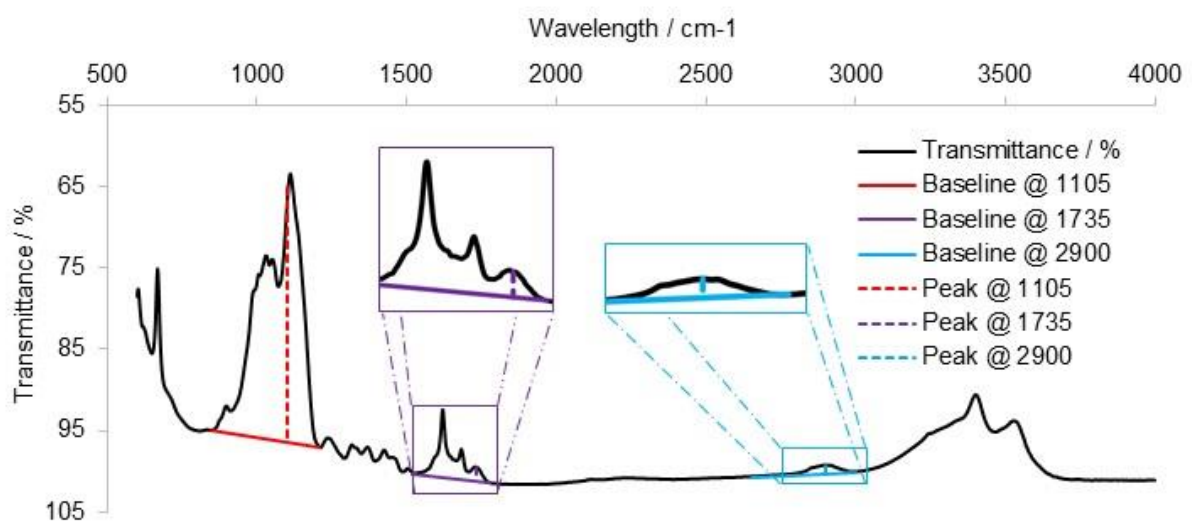 Wavelength / cm-1
500 1000 1500 2000 2500 3000 3500 4000
55
65
75
85
95
105
Transmittance / %
Transmittance / %
Baseline @ 1105
Baseline @ 1735
Baseline @ 2900
Peak @ 1105
Peak @ 1735
Peak @ 2900